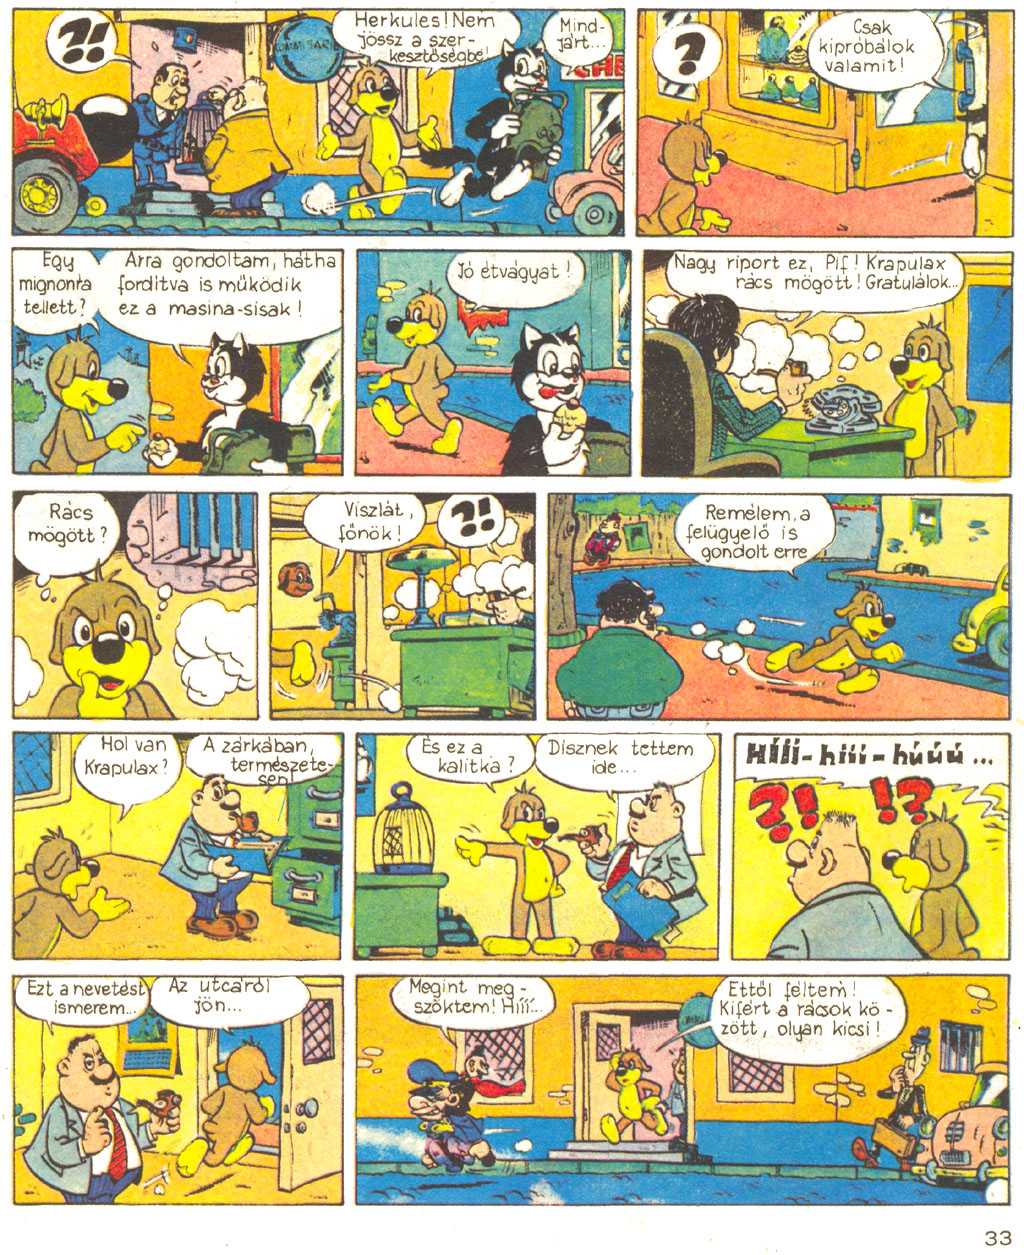 ?!
COMMISARI
Herkules! Nem
jössz a szer-
kesztőségbe!
Mind-
járt...
?
Csak
kipróbálok
valamit!
Egy
mignonra
tellett?
Arra gondoltam, hátha
fordítva is működik
ez a masina-sisak!
Jó étvágyat!
Nagy riport ez, Pif! Krapulax
rács mögött! Gratulálok...
Rács
mögött?
Viszlát,
főnök!
?!
Remélem, a
felügyelő is
gondolt erre
Hol van
Krapulax?
A zárkában,
természete-
sen!
És ez a
kalitka?
Dísznek tettem
ide...
Hííí-hííí-húúú...
?!
!?
Ezt a nevetést
ismerem...
Az utcáról
jön...
Megint meg-
szöktem! Hííí...
Ettől féltem!
Kifért a rácsok kö-
zött, olyan kicsi!
33